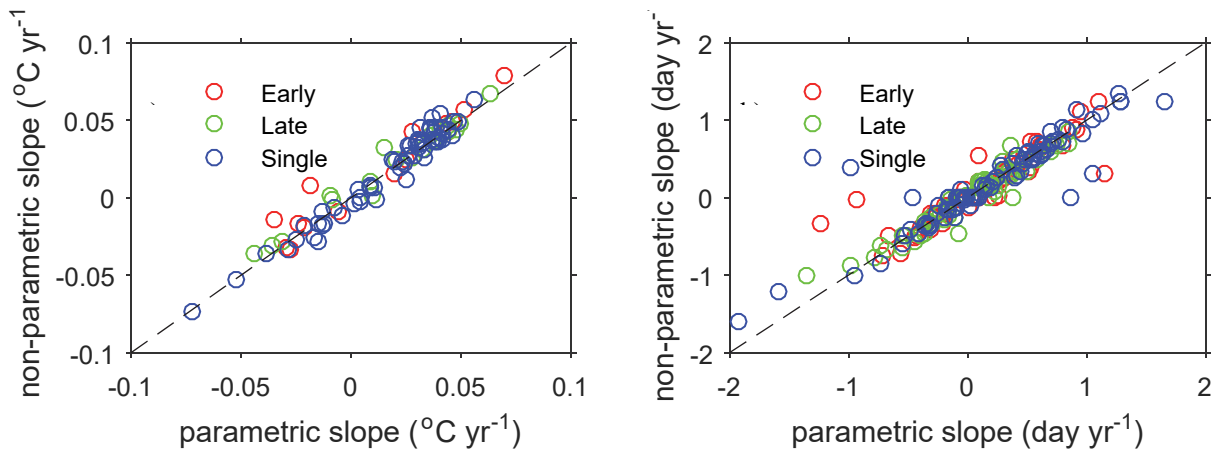 non-parametric slope (°C yr⁻¹)
0.1
0.05
0
-0.05
-0.1
Early
Late
Single
-0.1
-0.05
0
0.05
0.1
parametric slope (°C yr⁻¹)
non-parametric slope (day yr⁻
2
1
0
-1
-2
Early
Late
Single
-2
-1
0
1
2
parametric slope (day yr⁻¹)